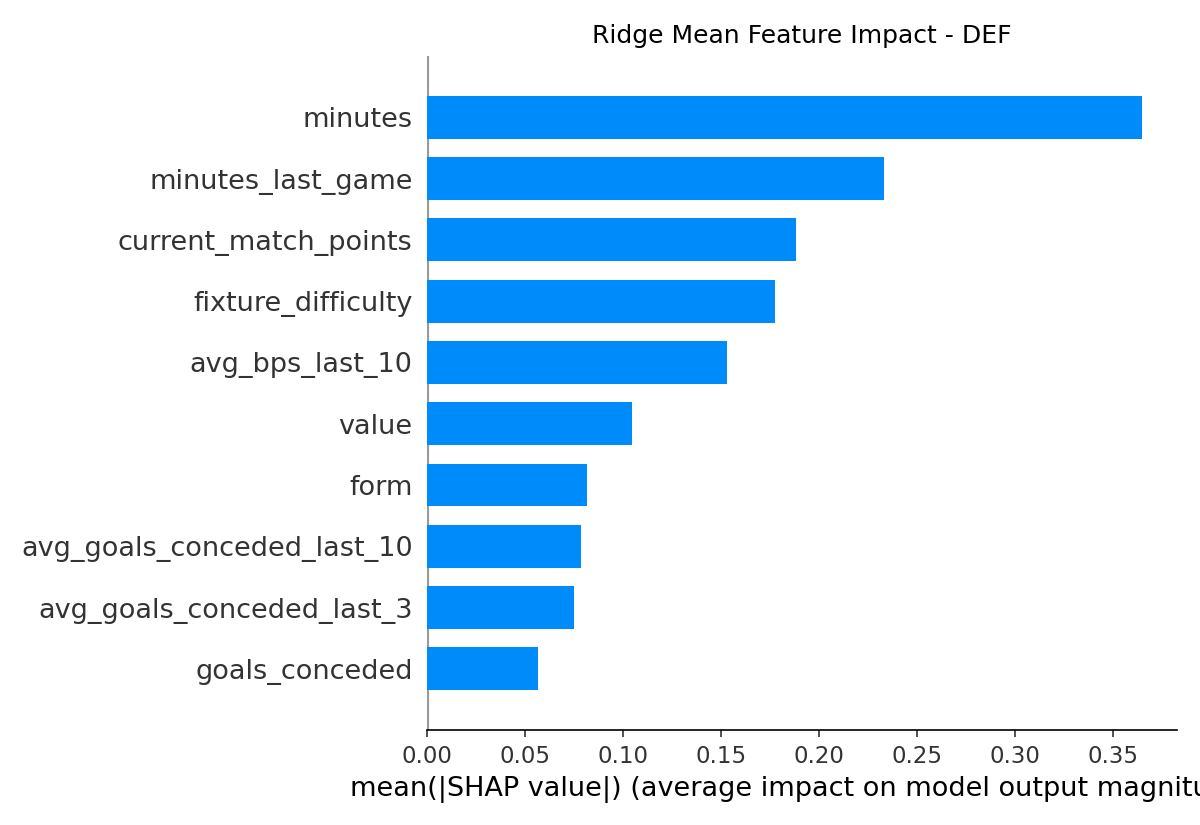 Ridge Mean Feature Impact - DEF
minutes
minutes_last_game
current_match_points
fixture_difficulty
avg_bps_last_10
value
form
avg_goals_conceded_last_10
avg_goals_conceded_last_3
goals_conceded
0.00 0.05 0.10 0.15 0.20 0.25 0.30 0.35
mean(|SHAP value|) (average impact on model output